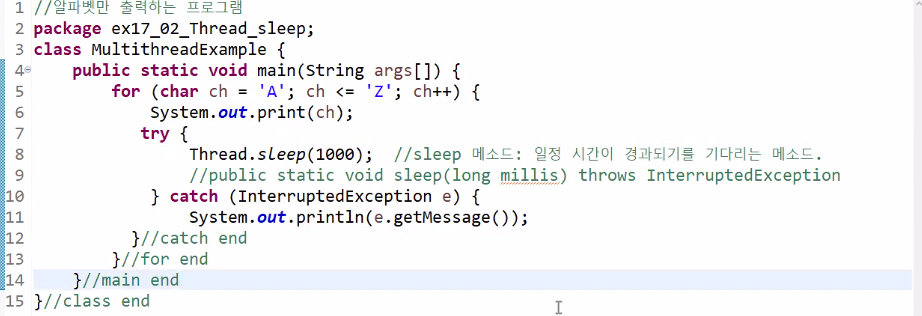 1 //알파벳만 출력하는 프로그램
2 package ex17_02_Thread_sleep;
3 class MultithreadExample {
4 public static void main(String args[]) {
5 for (char ch = 'A'; ch <= 'Z'; ch++) {
6 System.out.print(ch);
7 try {
8 Thread.sleep(1000); //sleep 메소드: 일정 시간이 경과되기를 기다리는 메소드.
9 //public static void sleep(long millis) throws InterruptedException
10 } catch (InterruptedException e) {
11 System.out.println(e.getMessage());
12 }//catch end
13 }//for end
14 }//main end
15 }//class end